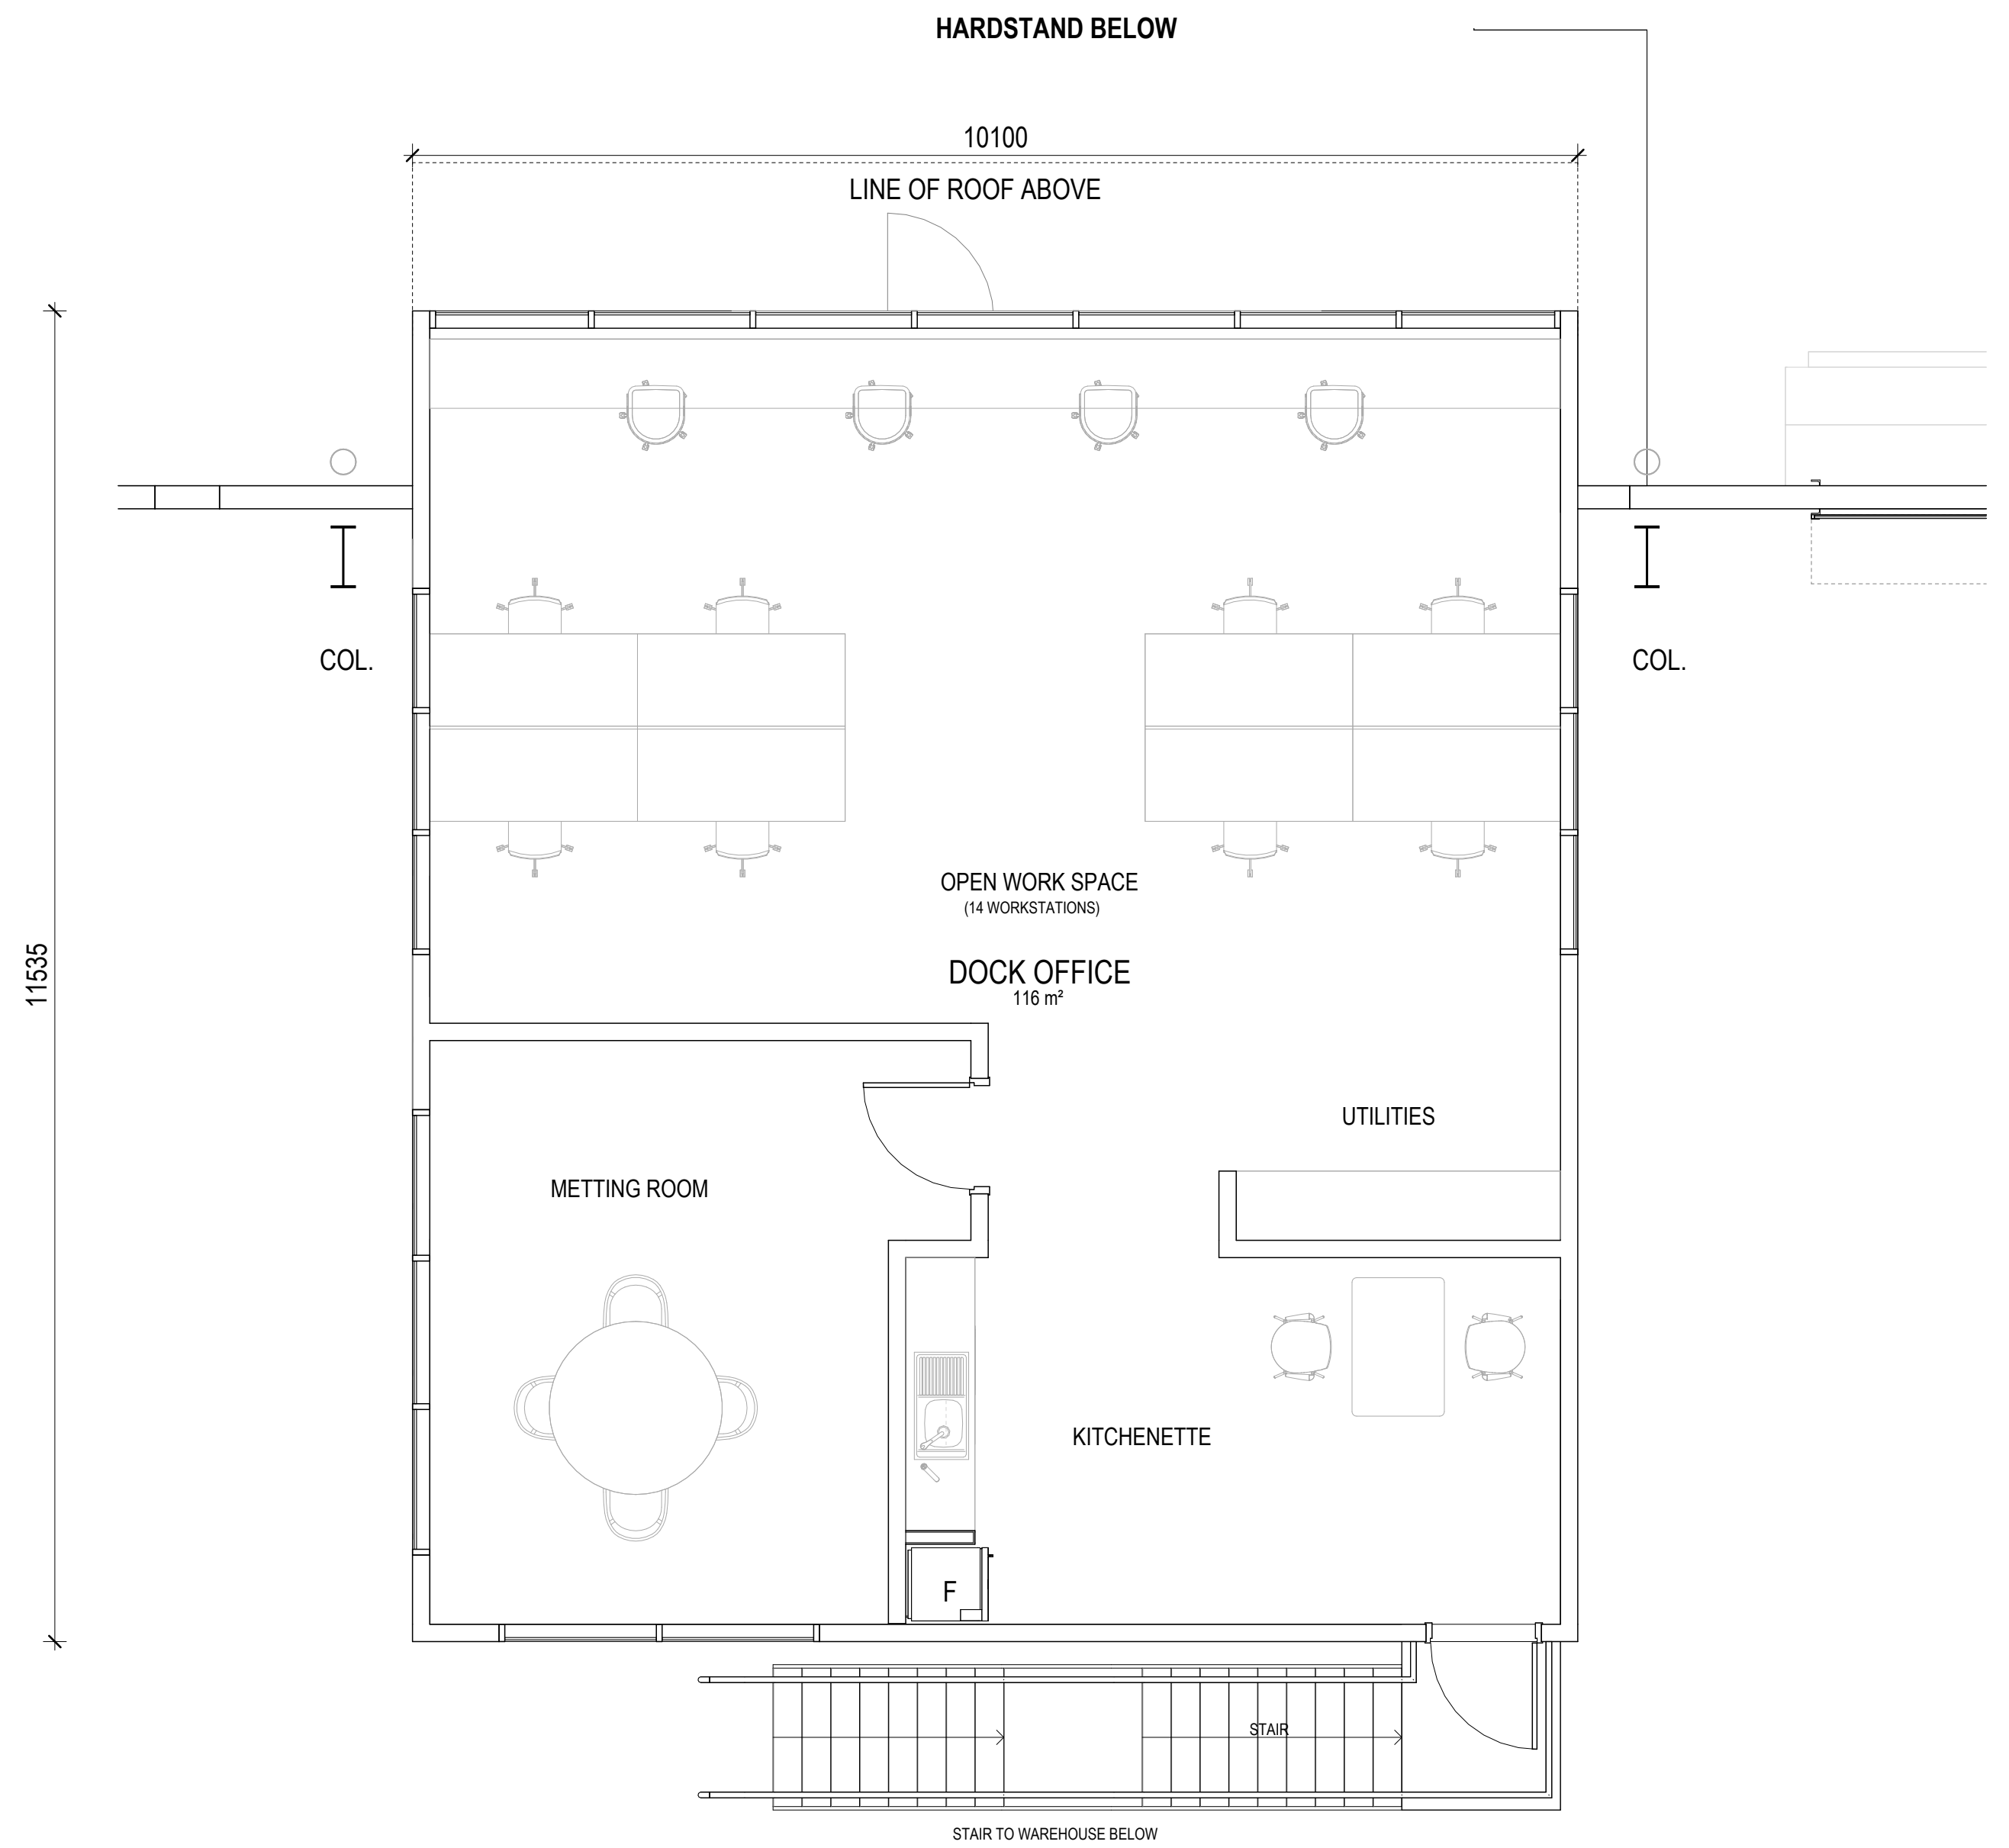 HARDSTAND BELOW
10100
LINE OF ROOF ABOVE
COL.
COL.
OPEN WORK SPACE
(14 WORKSTATIONS)
11535
DOCK OFFICE
116 m²
UTILITIES
METTING ROOM
KITCHENETTE
F
STAIR
STAIR TO WAREHOUSE BELOW